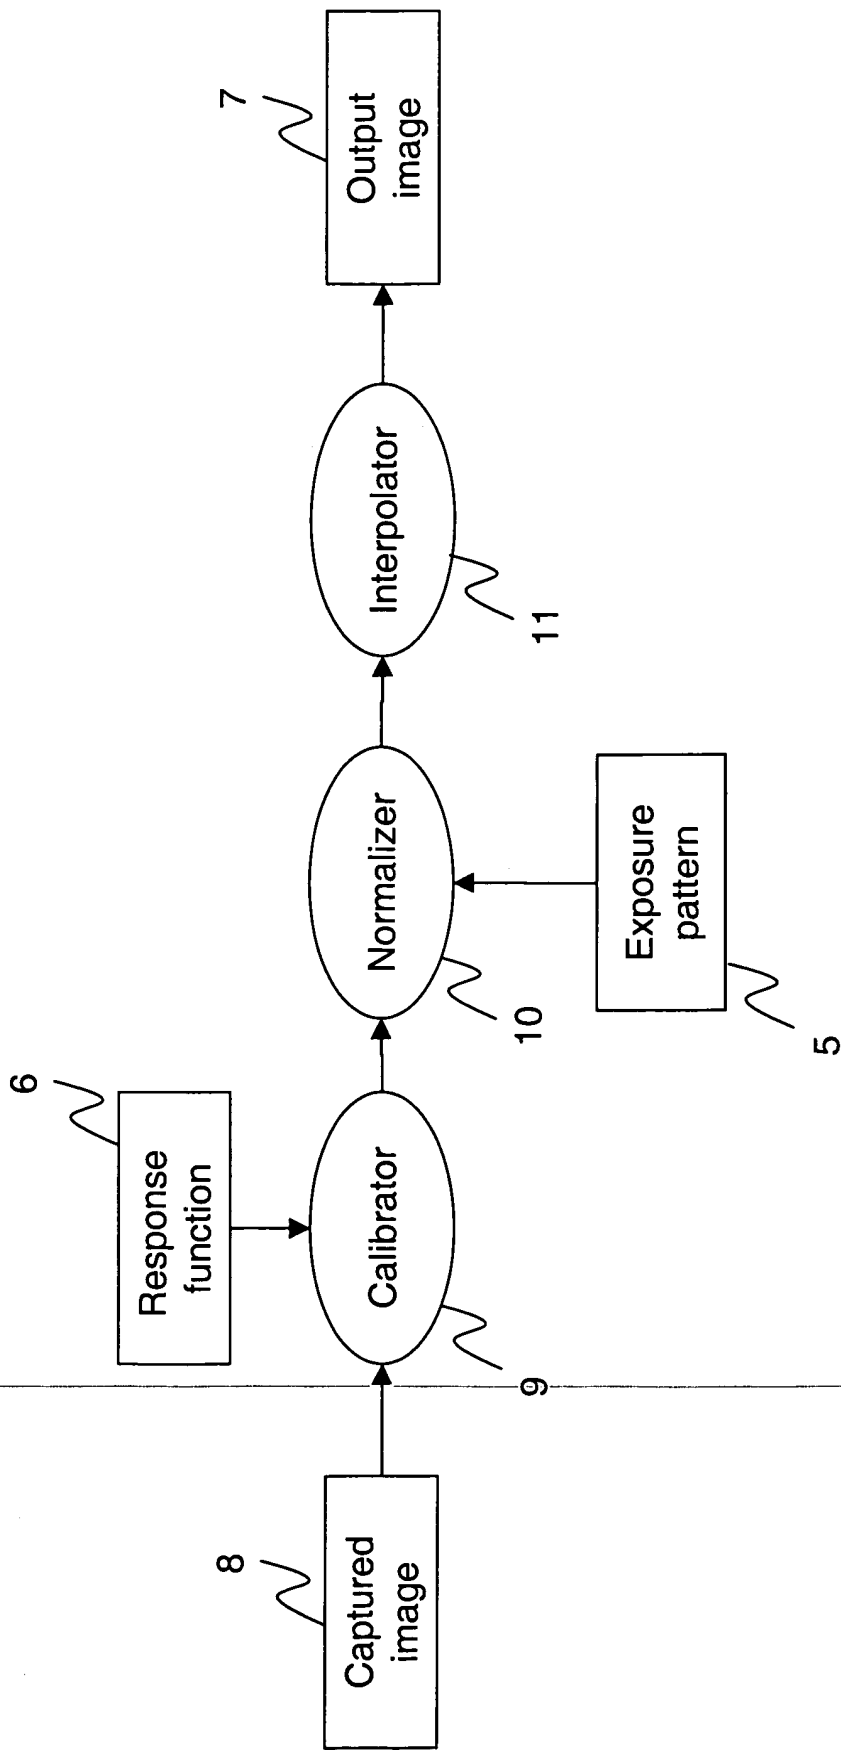 6
Response
function
8
Captured
image
Calibrator
9
Normalizer
10
Exposure
pattern
5
Interpolator
11
7
Output
image